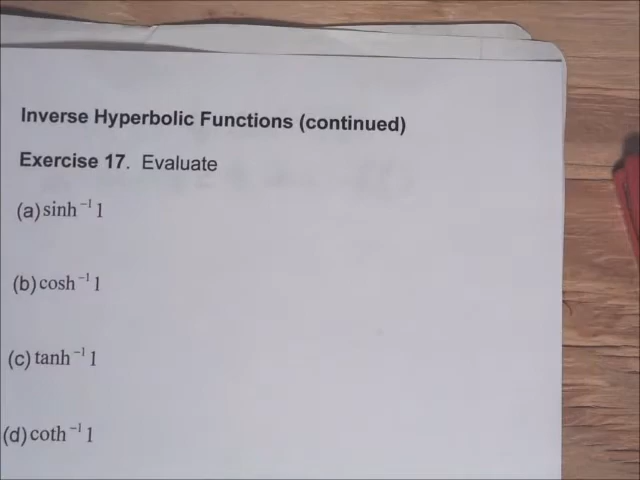 Inverse Hyperbolic Functions (continued)
Exercise 17. Evaluate
(a) sinh⁻¹ 1
(b) cosh⁻¹ 1
(c) tanh⁻¹ 1
(d) coth⁻¹ 1